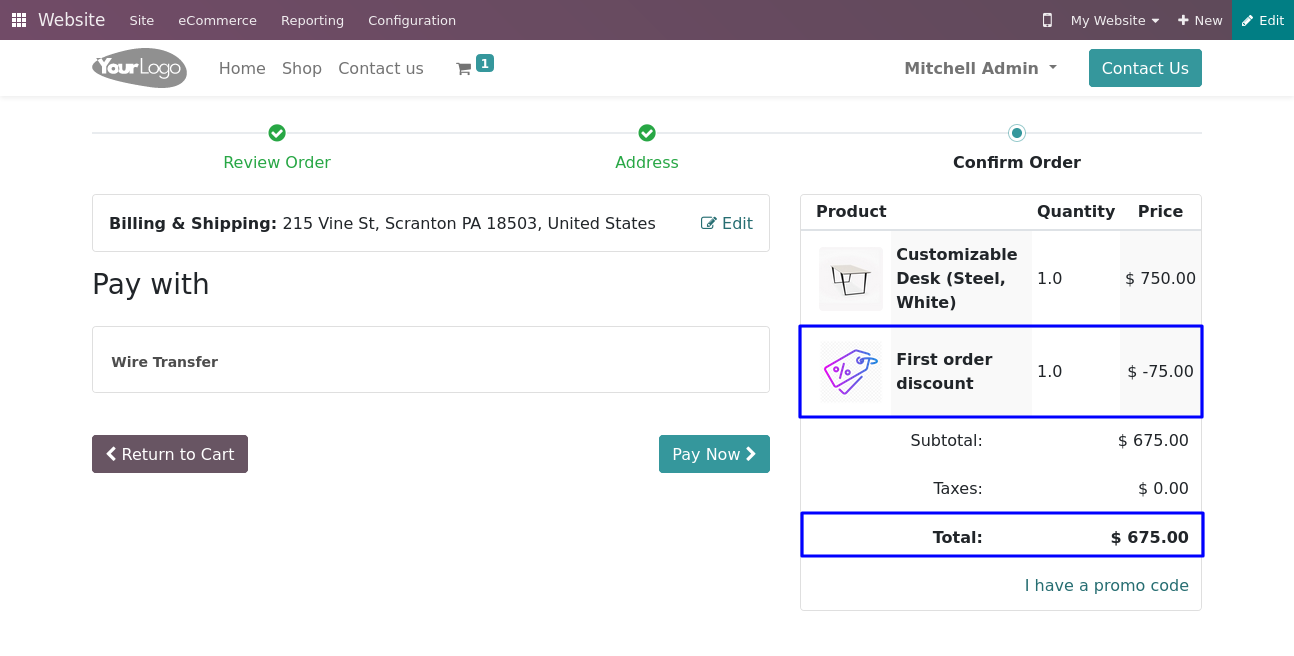 Website Site eCommerce Reporting Configuration My Website New Edit
YourLogo Home Shop Contact us 1 Mitchell Admin Contact Us
Review Order Address Confirm Order
Billing & Shipping: 215 Vine St, Scranton PA 18503, United States Edit
Pay with
Wire Transfer
Return to Cart Pay Now
Product Quantity Price
Customizable
Desk (Steel, 1.0 $ 750.00
White)
%
First order
discount 1.0 $ -75.00
Subtotal: $ 675.00
Taxes: $ 0.00
Total: $ 675.00
I have a promo code